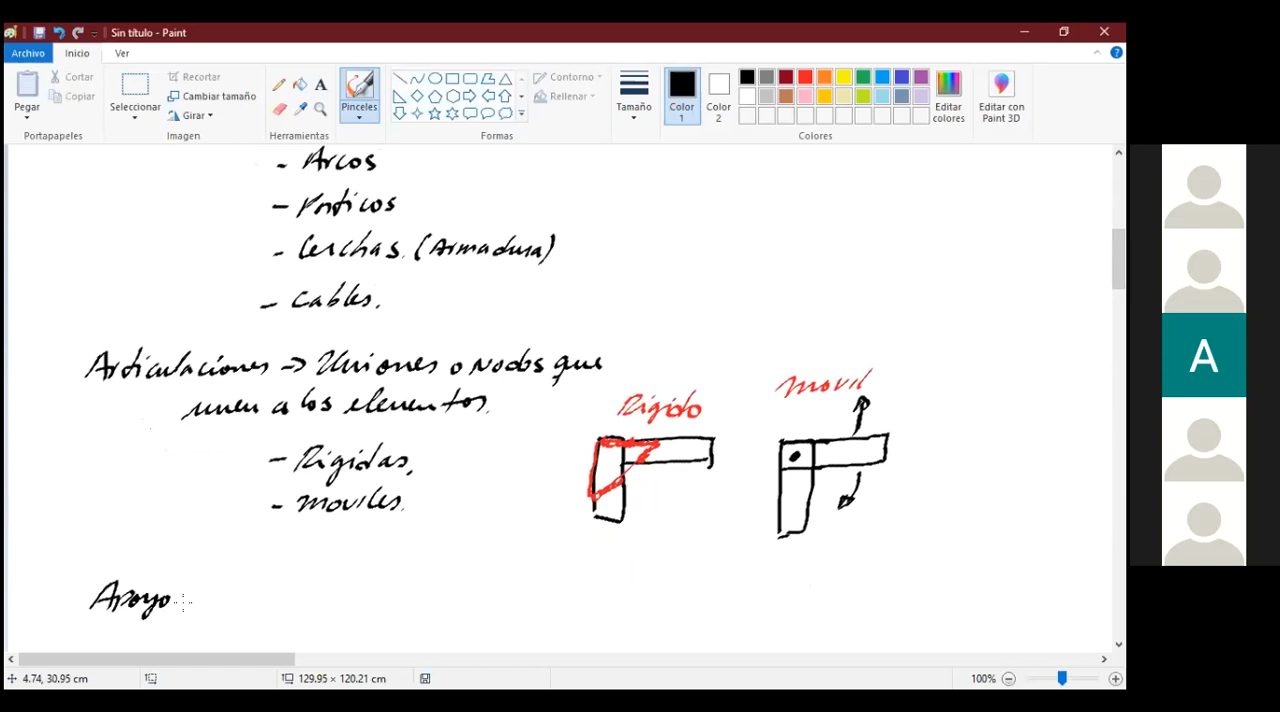 Sin título - Paint
Archivo Inicio Ver
Pegar
Cortar
Copiar
Portapapeles
Seleccionar
Recortar
Cambiar tamaño
Girar
Imagen
A
Herramientas
Pinceles
Contorno
Rellenar
Formas
Tamaño
Color 1
Color 2
Editar colores
Colores
Editar con Paint 3D
- Arcos
- Porticos
- Cerchas. (Armadura)
- Cables.
Articulaciones -> Uniones o nodos que
unen a los elementos.
- Rigidas,
- moviles.
Rigido
movil
Apoyo
A
4.74, 30.95 cm
129.95 × 120.21 cm
100%